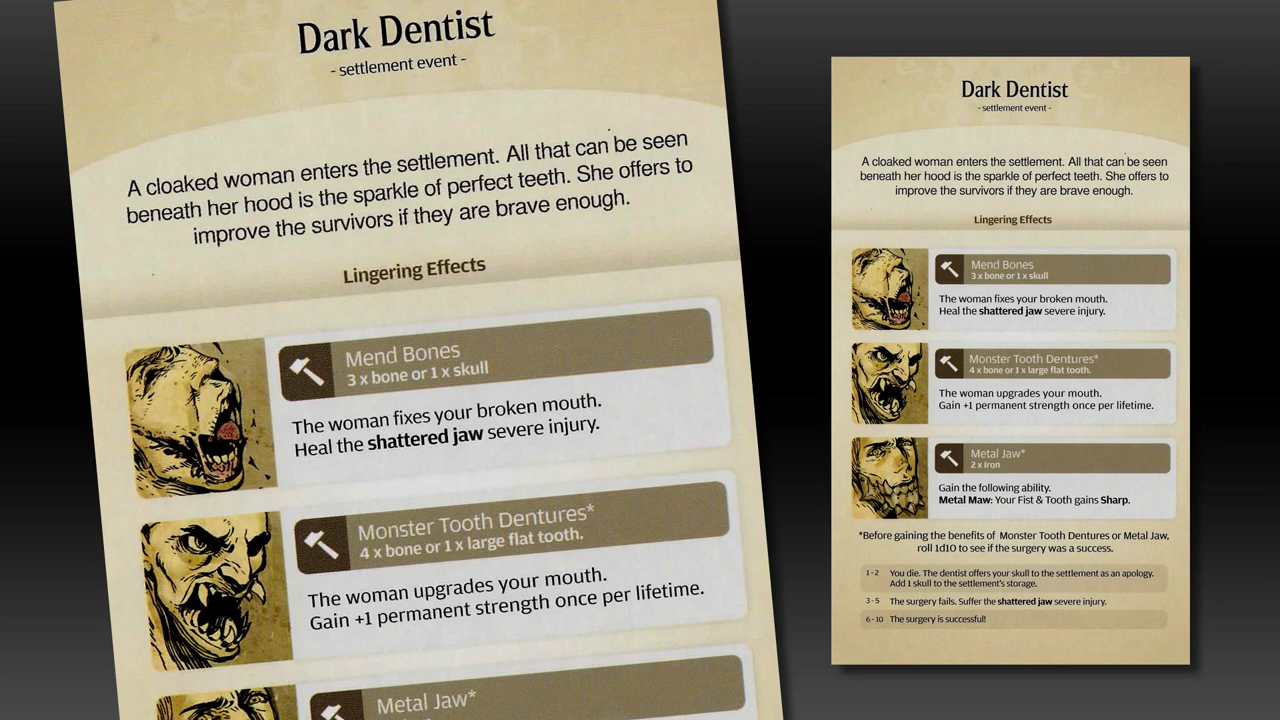 Dark Dentist
- settlement event -
A cloaked woman enters the settlement. All that can be seen
beneath her hood is the sparkle of perfect teeth. She offers to
improve the survivors if they are brave enough.
Lingering Effects
Mend Bones
3 x bone or 1 x skull
The woman fixes your broken mouth.
Heal the shattered jaw severe injury.
Monster Tooth Dentures*
4 x bone or 1 x large flat tooth.
The woman upgrades your mouth.
Gain +1 permanent strength once per lifetime.
Metal Jaw*
Dark Dentist
- settlement event -
A cloaked woman enters the settlement. All that can be seen
beneath her hood is the sparkle of perfect teeth. She offers to
improve the survivors if they are brave enough.
Lingering Effects
Mend Bones
3 x bone or 1 x skull
The woman fixes your broken mouth.
Heal the shattered jaw severe injury.
Monster Tooth Dentures*
4 x bone or 1 x large flat tooth.
The woman upgrades your mouth.
Gain +1 permanent strength once per lifetime.
Metal Jaw*
2 x Iron
Gain the following ability.
Metal Maw: Your Fist & Tooth gains Sharp.
*Before gaining the benefits of Monster Tooth Dentures or Metal Jaw,
roll 1d10 to see if the surgery was a success.
1 - 2 You die. The dentist offers your skull to the settlement as an apology.
Add 1 skull to the settlement's storage.
3 - 5 The surgery fails. Suffer the shattered jaw severe injury.
6 - 10 The surgery is successful!